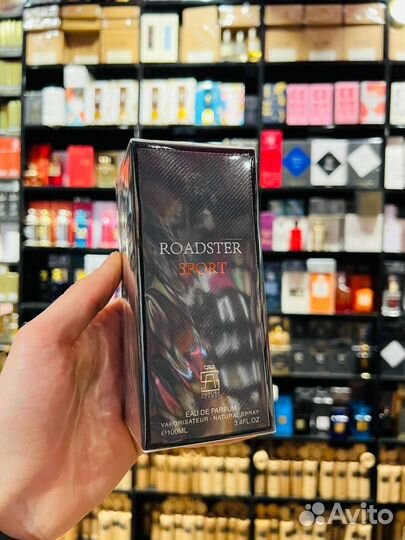 ROADSTER
SPORT
EAU DE PARFUM
VAPORISATEUR - NATURAL SPRAY
℮100ML 3.4FL.OZ
Avito